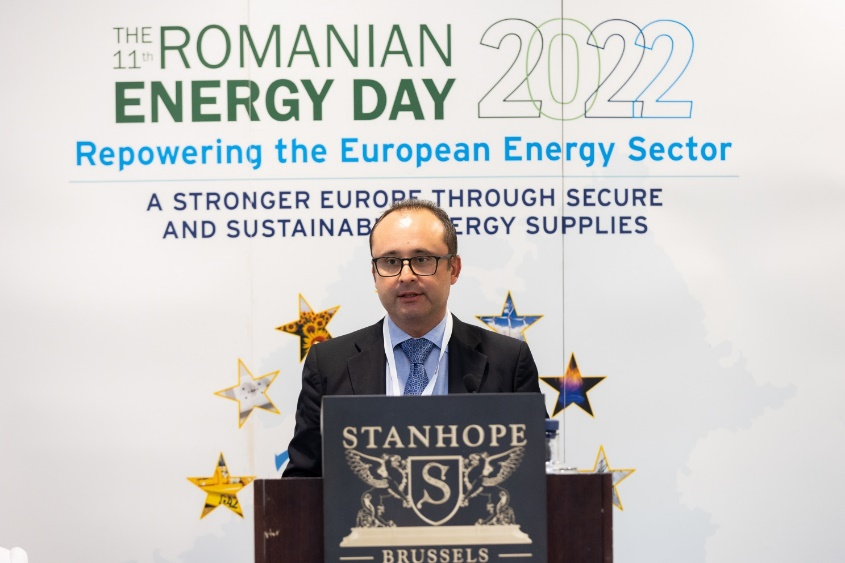 THE
11th
ROMANIAN
ENERGY DAY
2022
Repowering the European Energy Sector
A STRONGER EUROPE THROUGH SECURE
AND SUSTAINAB ERGY SUPPLIES
STANHOPE
S
BRUSSELS